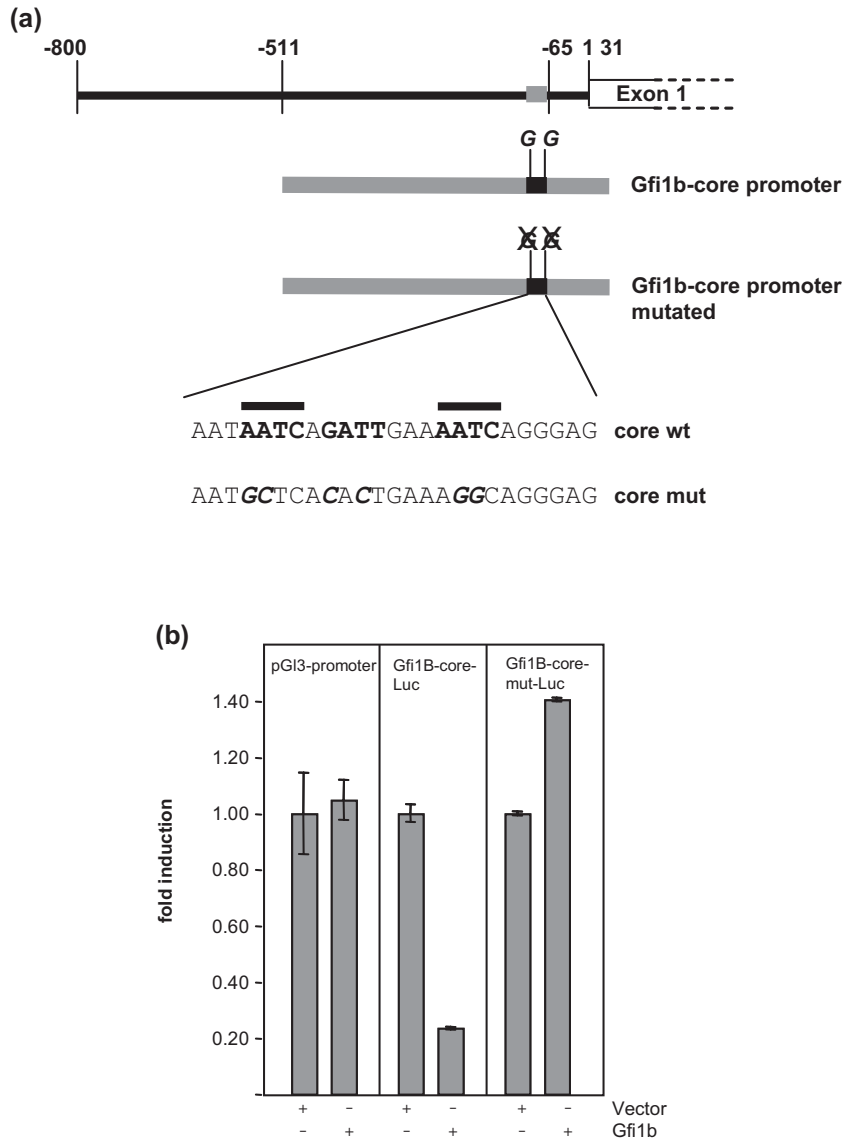 (a)
-800 -511 -65 1 31
Exon 1
G G
Gfi1b-core promoter
G G
Gfi1b-core promoter
mutated
AATAATCAGATTGAAAATCAGGGAG core wt
AATGCTCACACTGAAAGGCAGGGAG core mut
(b)
pGl3-promoter
Gfi1B-core-
Luc
Gfi1B-core-
mut-Luc
1.40
1.20
1.00
0.80
0.60
0.40
0.20
fold induction
+ - + - + - Vector
- + - + - + Gfi1b